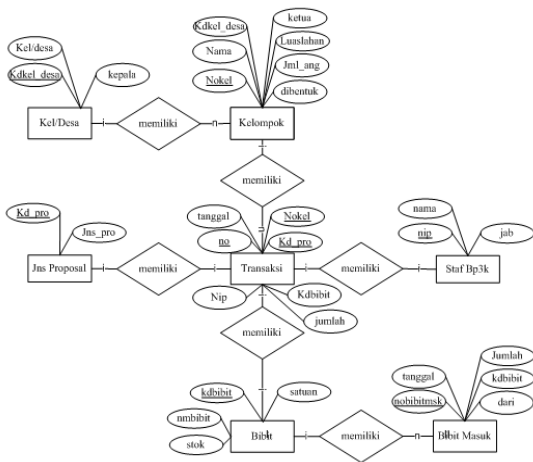 Kdkel_desa
ketua
Kel/desa
Nama
Luaslahan
Kdkel_desa
kepala
Nokel
Jml_ang
dibentuk
Kel/Desa
memiliki
Kelompok
memiliki
Kd_pro
tanggal
Nokel
nama
Jns_pro
no
Kd_pro
nip
jab
Jns Proposal
memiliki
Transaksi
memiliki
Staf Bp3k
Nip
Kdbibit
jumlah
memiliki
kdbibit
satuan
tanggal
Jumlah
kdbibit
nmbibit
nobibitmsk
dari
stok
Bibit
memiliki
Bibit Masuk